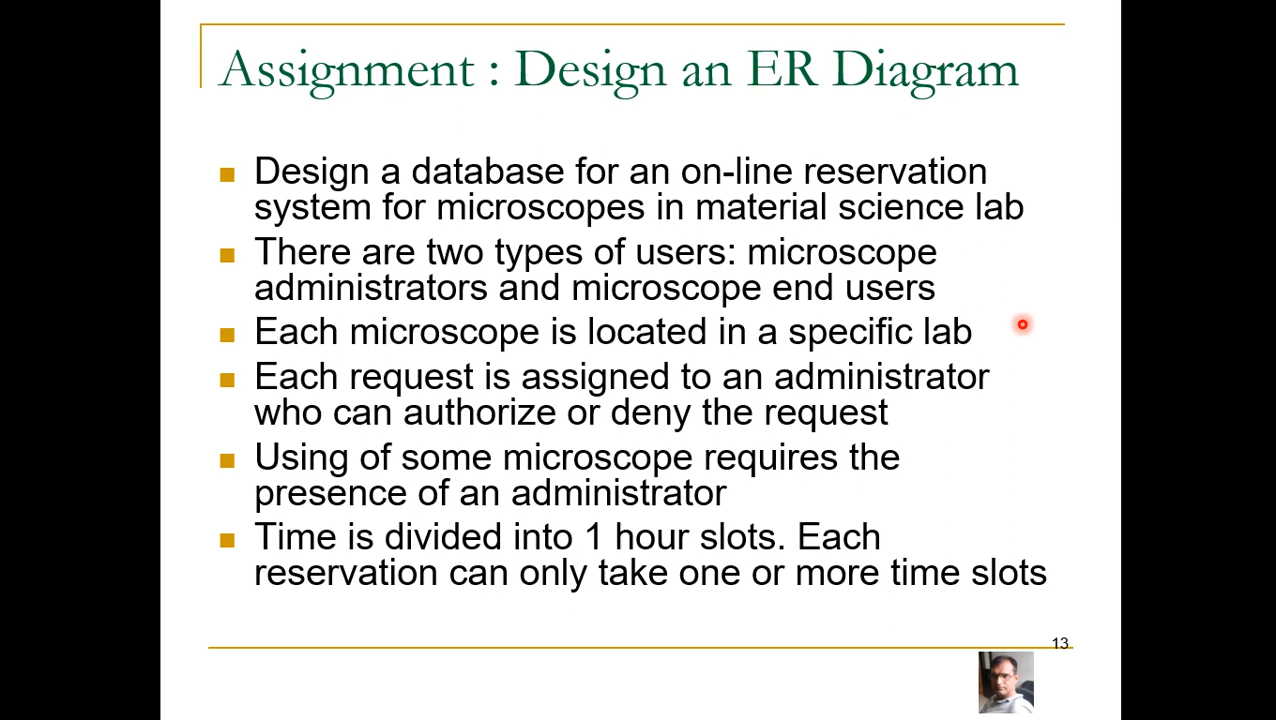 Assignment : Design an ER Diagram
Design a database for an on-line reservation
system for microscopes in material science lab
There are two types of users: microscope
administrators and microscope end users
Each microscope is located in a specific lab
Each request is assigned to an administrator
who can authorize or deny the request
Using of some microscope requires the
presence of an administrator
Time is divided into 1 hour slots. Each
reservation can only take one or more time slots
13